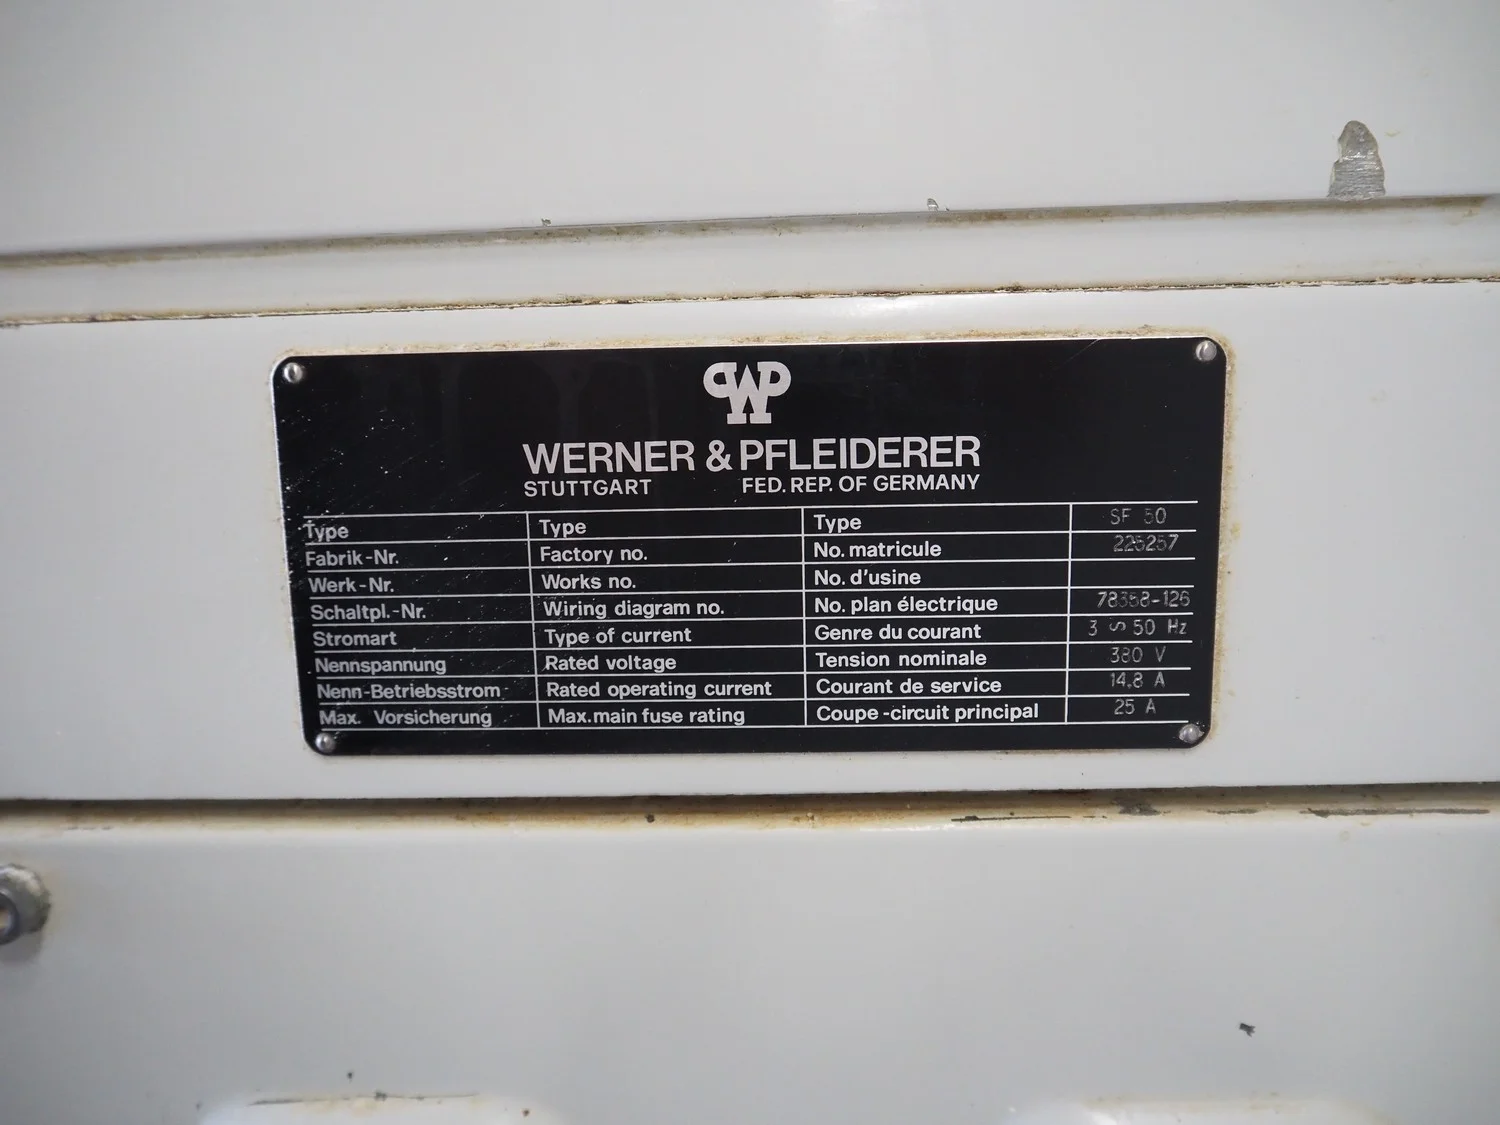 WP
WERNER & PFLEIDERER
STUTTGART FED. REP. OF GERMANY
Type Type Type SF 50
Fabrik-Nr. Factory no. No. matricule 225257
Werk-Nr. Works no. No. d'usine
Schaltpl.-Nr. Wiring diagram no. No. plan électrique 78358-126
Stromart Type of current Genre du courant 3 ∾ 50 Hz
Nennspannung Rated voltage Tension nominale 380 V
Nenn-Betriebsstrom Rated operating current Courant de service 14.8 A
Max. Vorsicherung Max. main fuse rating Coupe-circuit principal 25 A